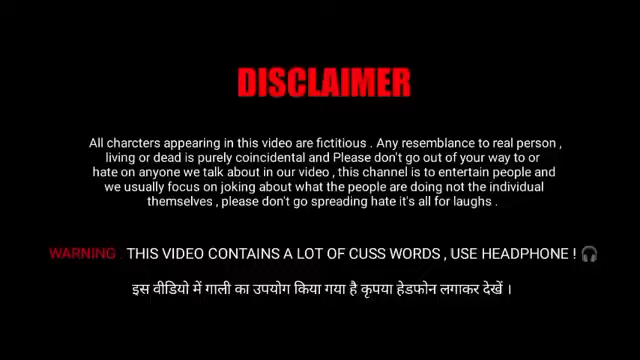 DISCLAIMER
All charcters appearing in this video are fictitious . Any resemblance to real person ,
living or dead is purely coincidental and Please don't go out of your way to or
hate on anyone we talk about in our video , this channel is to entertain people and
we usually focus on joking about what the people are doing not the individual
themselves , please don't go spreading hate it's all for laughs .
WARNING : THIS VIDEO CONTAINS A LOT OF CUSS WORDS , USE HEADPHONE ! 🎧
इस वीडियो में गाली का उपयोग किया गया है कृपया हेडफोन लगाकर देखें ।